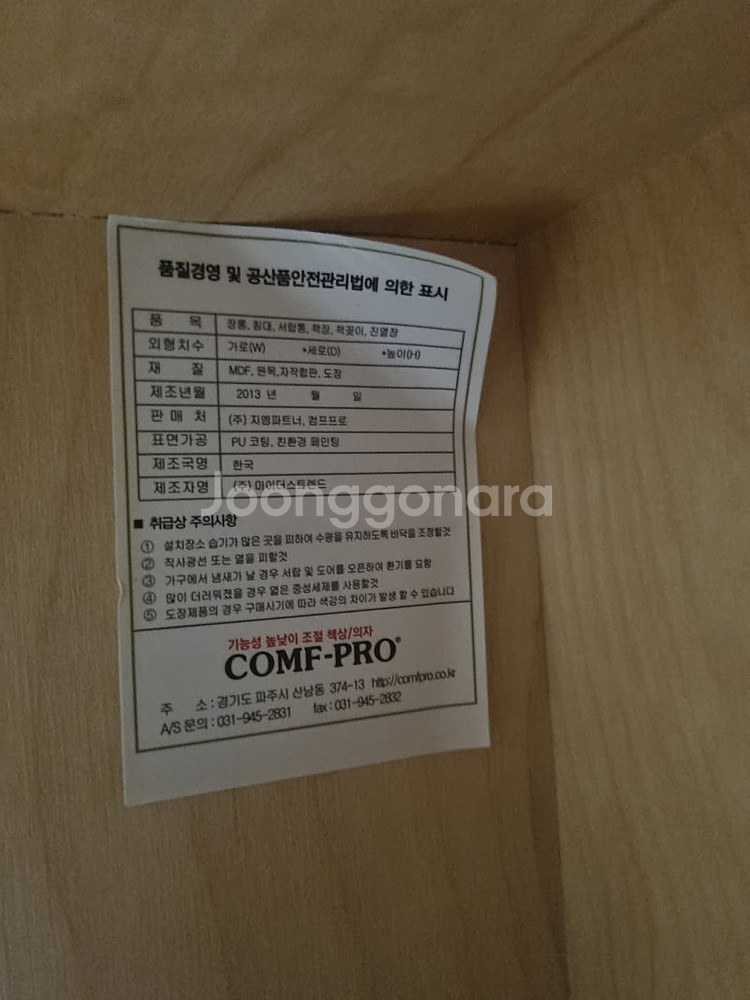 품질경영 및 공산품안전관리법에 의한 표시
품 목 장롱, 침대, 서랍통, 책장, 책꽂이, 진열장
외형치수 가로(W) *세로(D) *높이(H)
재 질 MDF, 원목,자작합판, 도장
제조년월 2013 년 월 일
판 매 처 (주) 지엠파트너, 컴프프로
표면가공 PU 코팅, 친환경 페인팅
제조국명 한국
제조자명 (주) 마이더스트렌드
Joonggonara
■ 취급상 주의사항
① 설치장소 습기가 많은 곳을 피하여 수평을 유지하도록 바닥을 조정할것
② 직사광선 또는 열을 피할것
③ 가구에서 냄새가 날 경우 서랍 및 도어를 오픈하여 환기를 요함
④ 많이 더러워졌을 경우 엷은 중성세제를 사용할것
⑤ 도장제품의 경우 구매시기에 따라 색감의 차이가 발생 할 수 있습니다
기능성 높낮이 조절 책상/의자
COMF-PRO®
주 소 : 경기도 파주시 산남동 374-13 http://comfpro.co.kr
A/S 문의 : 031-945-2831 fax : 031-945-2832